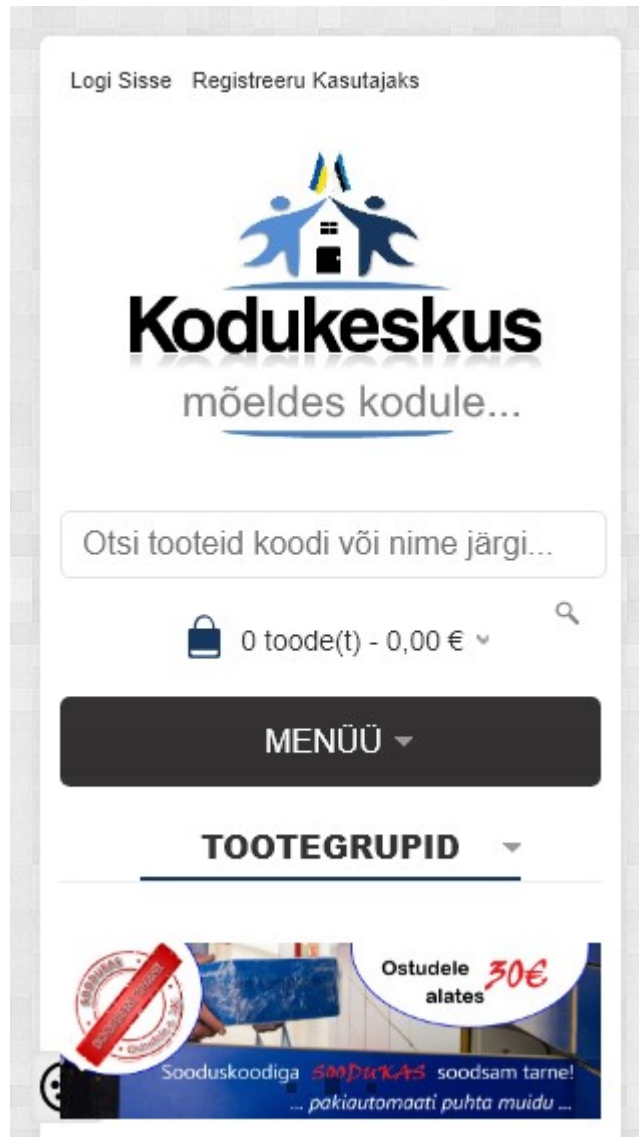 Logi Sisse Registreeru Kasutajaks
Kodukeskus
mõeldes kodule...
Otsi tooteid koodi või nime järgi...
0 toode(t) - 0,00 €
MENÜÜ
TOOTEGRUPID
SOODUKAS
Ostudele 30€
alates
Sooduskoodiga SOODUKAS soodsam tarne!
... pakiautomaati puhta muidu ...